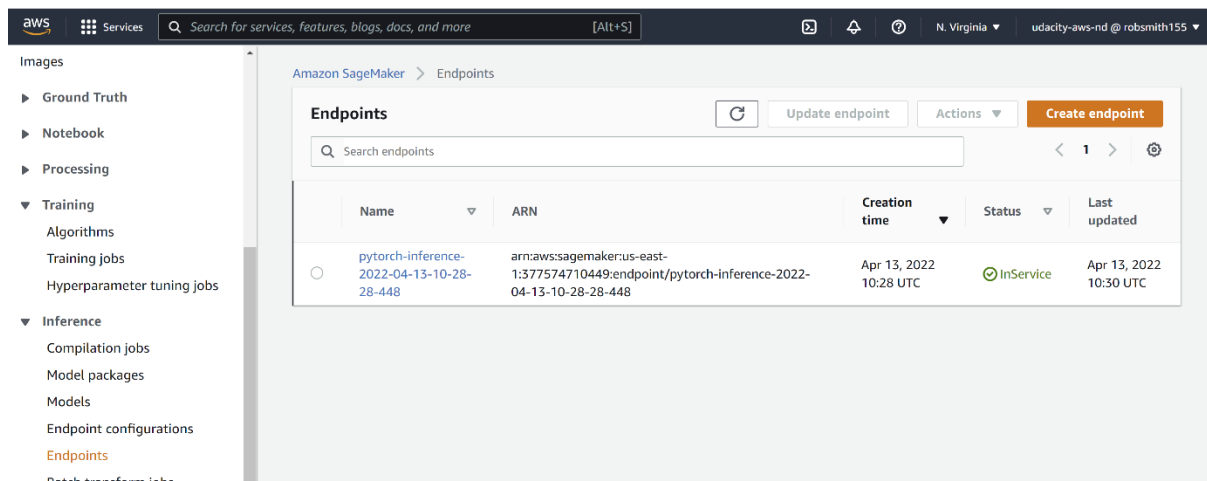 aws
Services
Search for services, features, blogs, docs, and more
[Alt+S]
N. Virginia
udacity-aws-nd @ robsmith155
Images
Ground Truth
Notebook
Processing
Training
Algorithms
Training jobs
Hyperparameter tuning jobs
Inference
Compilation jobs
Model packages
Models
Endpoint configurations
Endpoints
Batch transform jobs
Amazon SageMaker
Endpoints
Endpoints
Update endpoint
Actions
Create endpoint
Search endpoints
1
Name
ARN
Creation
time
Status
Last
updated
pytorch-inference-
2022-04-13-10-28-
28-448
arn:aws:sagemaker:us-east-
1:377574710449:endpoint/pytorch-inference-2022-
04-13-10-28-28-448
Apr 13, 2022
10:28 UTC
InService
Apr 13, 2022
10:30 UTC